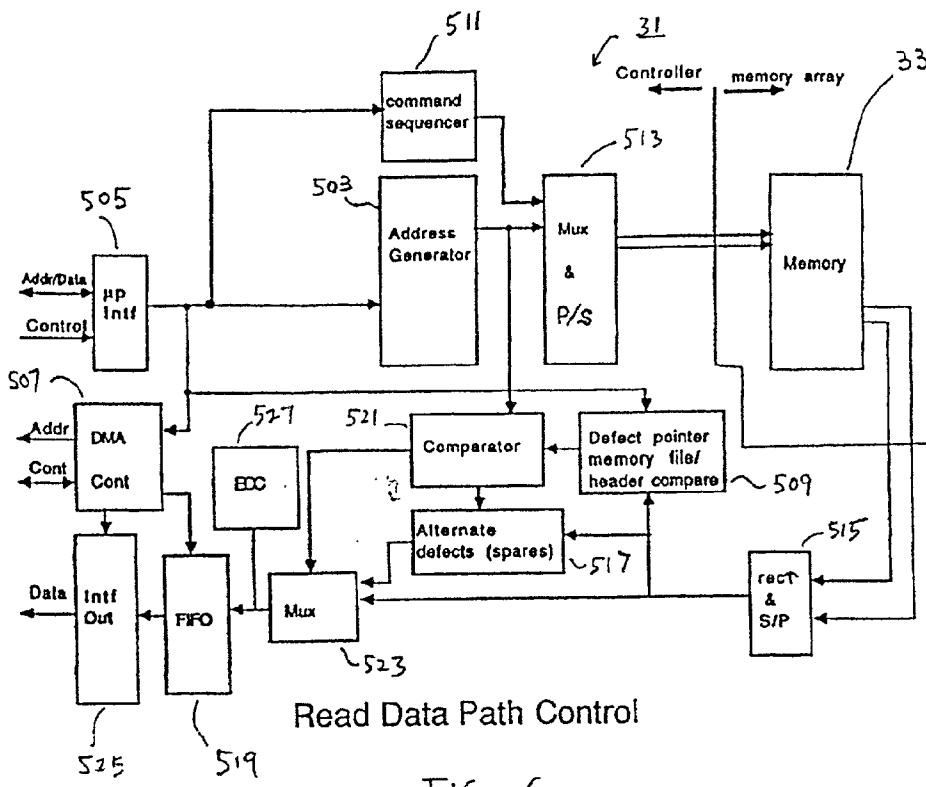 511
31
Controller
memory array
33
command
sequencer
513
503
505
Address
Generator
Mux
&
P/S
Memory
Addr/Data
µp
Intf
Control
507
Addr
DMA
Cont
Cont
527
ECC
521
Comparator
Defect pointer
memory file/
header compare
509
Alternate
defects (spares)
517
515
rect
&
S/P
Data
Intf
Out
FIFO
Mux
523
Read Data Path Control
525
519